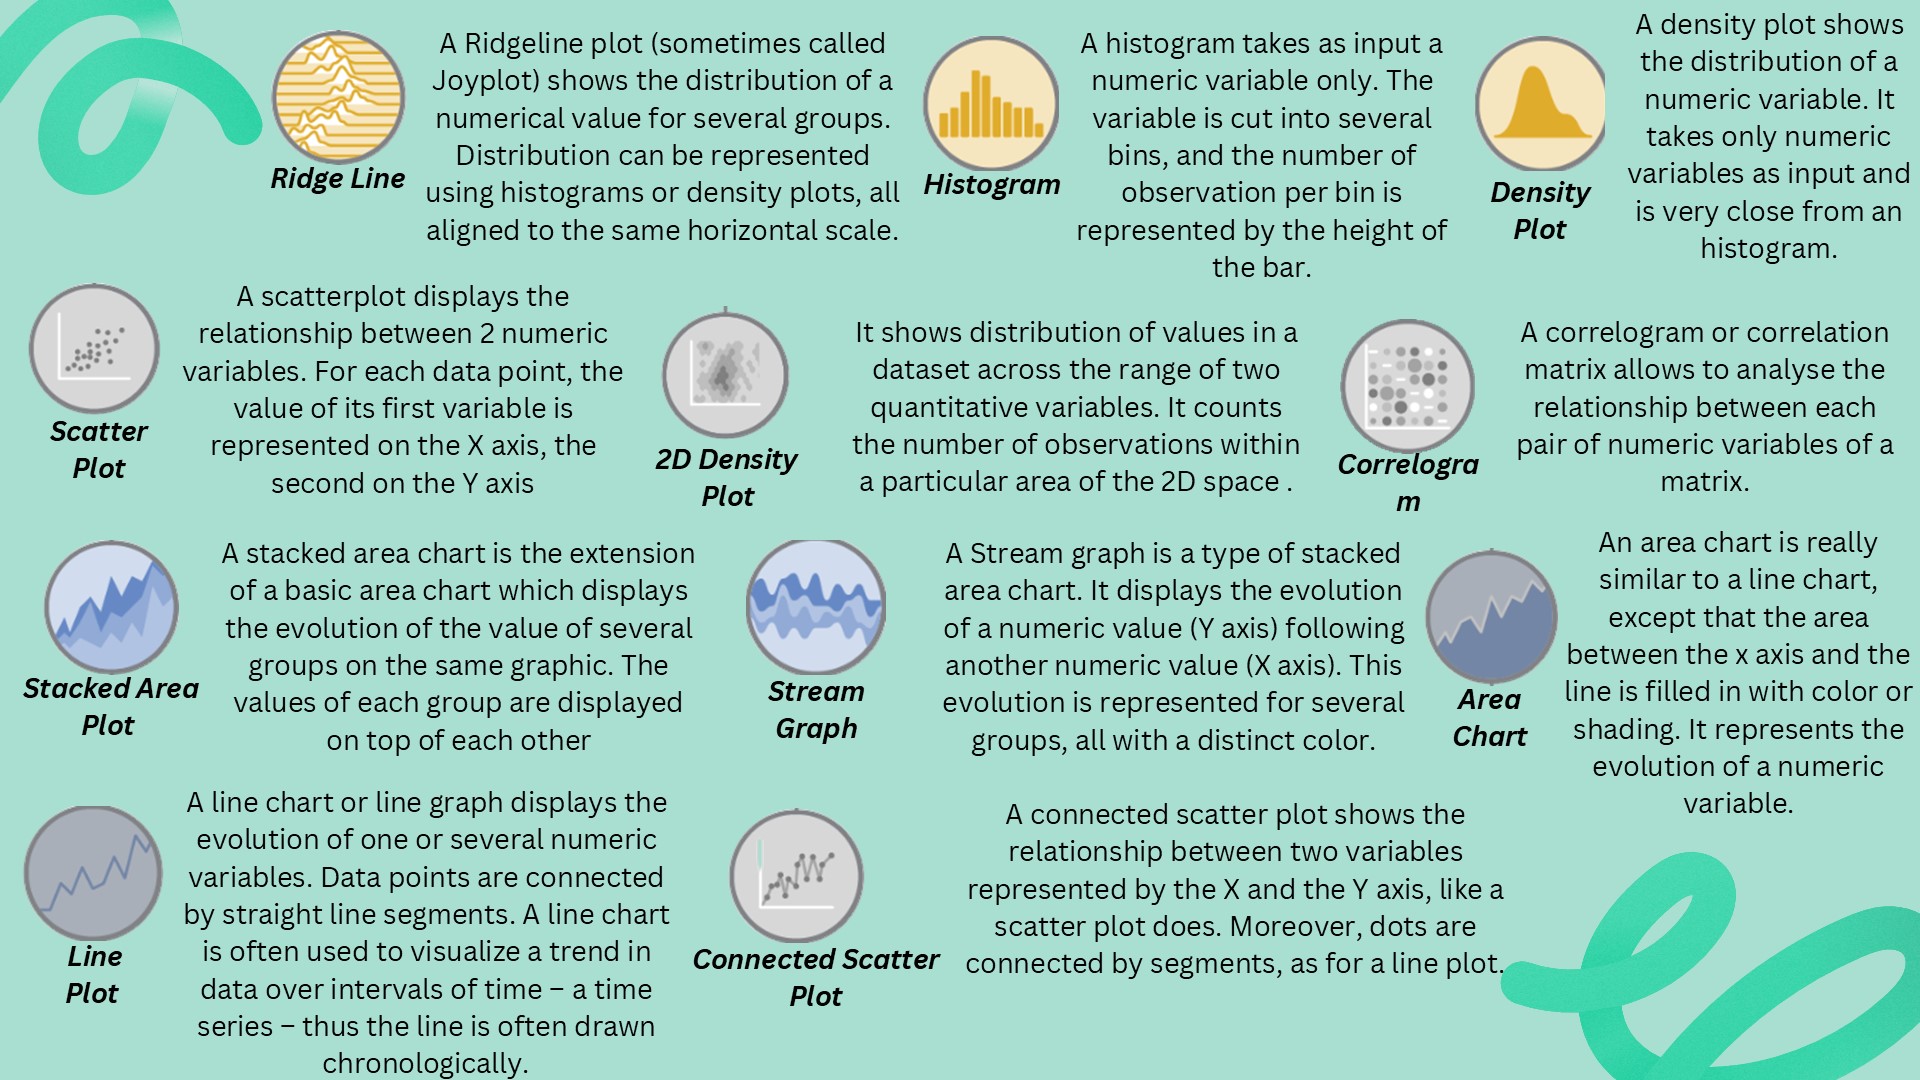 Ridge Line
A Ridgeline plot (sometimes called
Joyplot) shows the distribution of a
numerical value for several groups.
Distribution can be represented
using histograms or density plots, all
aligned to the same horizontal scale.
Histogram
A histogram takes as input a
numeric variable only. The
variable is cut into several
bins, and the number of
observation per bin is
represented by the height of
the bar.
Density
Plot
A density plot shows
the distribution of a
numeric variable. It
takes only numeric
variables as input and
is very close from an
histogram.
Scatter
Plot
A scatterplot displays the
relationship between 2 numeric
variables. For each data point, the
value of its first variable is
represented on the X axis, the
second on the Y axis
2D Density
Plot
It shows distribution of values in a
dataset across the range of two
quantitative variables. It counts
the number of observations within
a particular area of the 2D space .
Correlogra
m
A correlogram or correlation
matrix allows to analyse the
relationship between each
pair of numeric variables of a
matrix.
Stacked Area
Plot
A stacked area chart is the extension
of a basic area chart which displays
the evolution of the value of several
groups on the same graphic. The
values of each group are displayed
on top of each other
Stream
Graph
A Stream graph is a type of stacked
area chart. It displays the evolution
of a numeric value (Y axis) following
another numeric value (X axis). This
evolution is represented for several
groups, all with a distinct color.
Area
Chart
An area chart is really
similar to a line chart,
except that the area
between the x axis and the
line is filled in with color or
shading. It represents the
evolution of a numeric
variable.
Line
Plot
A line chart or line graph displays the
evolution of one or several numeric
variables. Data points are connected
by straight line segments. A line chart
is often used to visualize a trend in
data over intervals of time – a time
series – thus the line is often drawn
chronologically.
Connected Scatter
Plot
A connected scatter plot shows the
relationship between two variables
represented by the X and the Y axis, like a
scatter plot does. Moreover, dots are
connected by segments, as for a line plot.